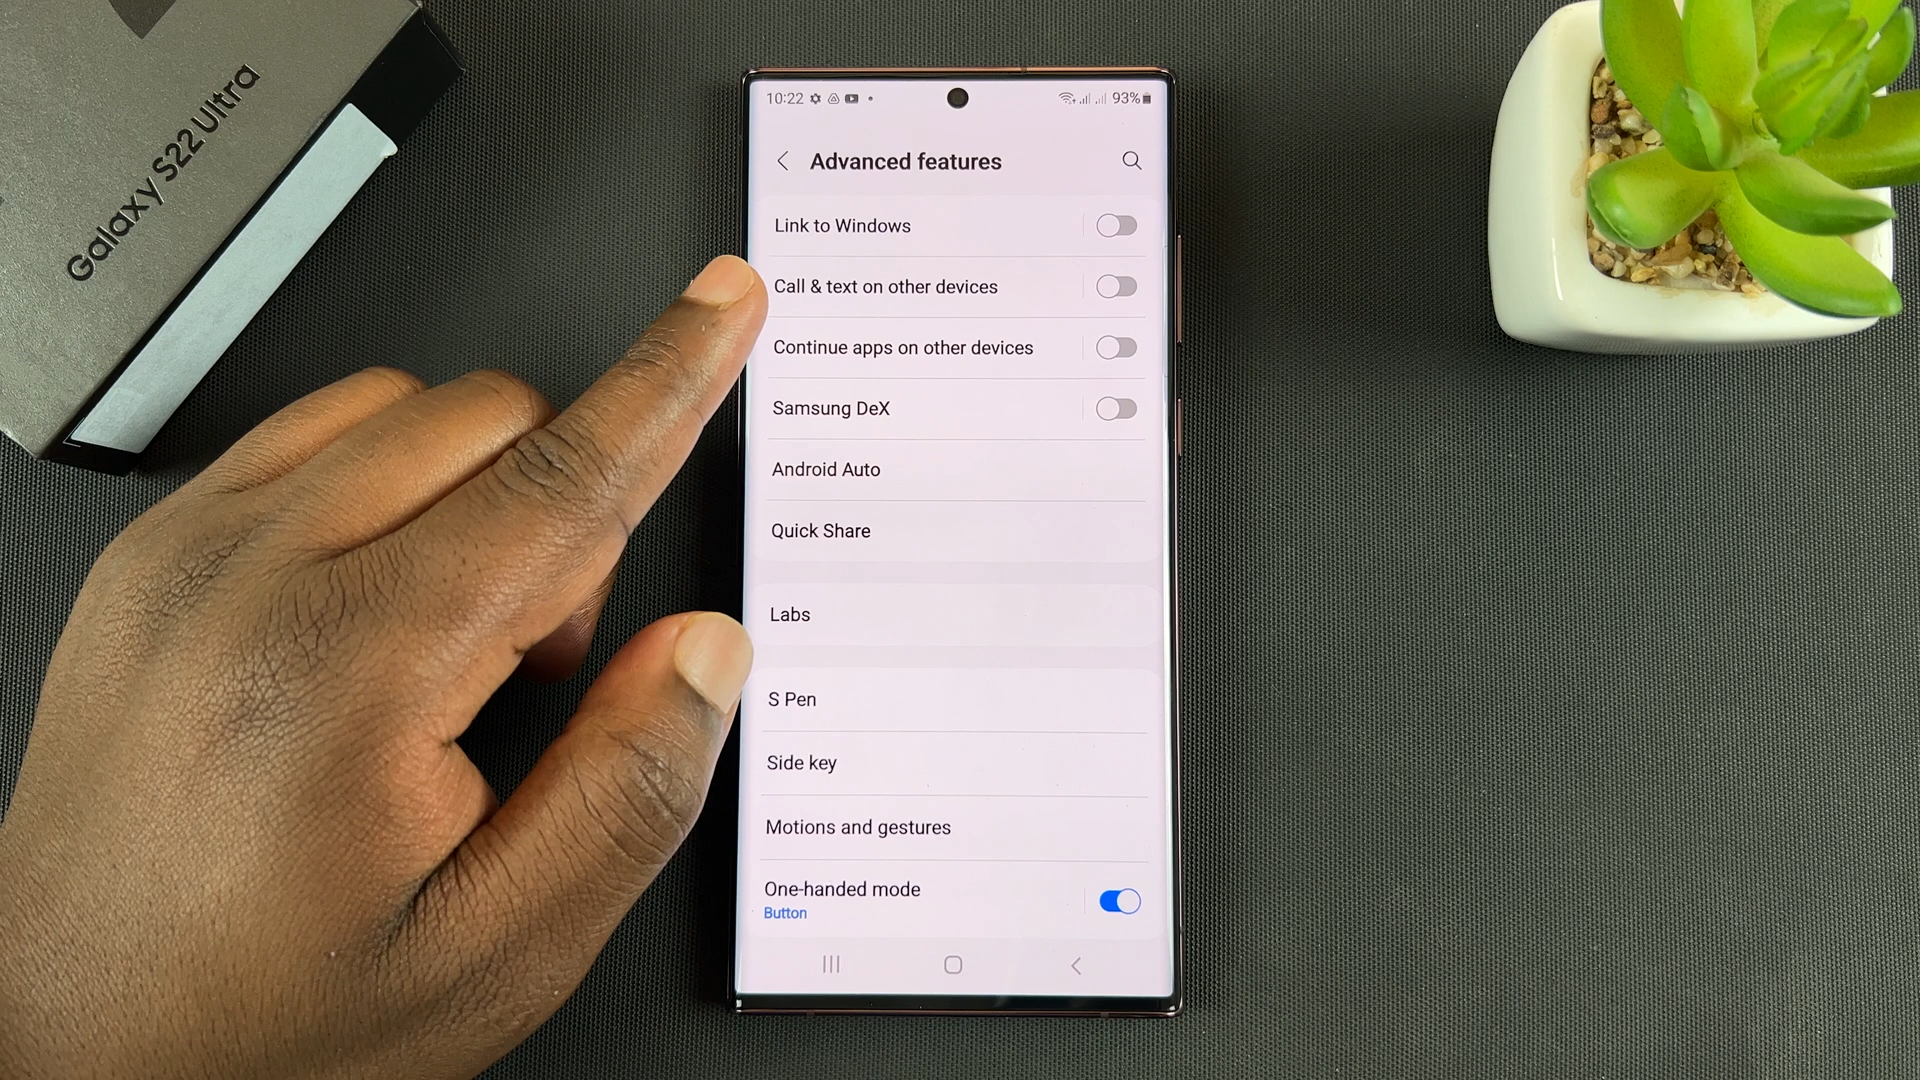 Galaxy S22 Ultra
10:22
93%
Advanced features
Link to Windows
Call & text on other devices
Continue apps on other devices
Samsung DeX
Android Auto
Quick Share
Labs
S Pen
Side key
Motions and gestures
One-handed mode
Button